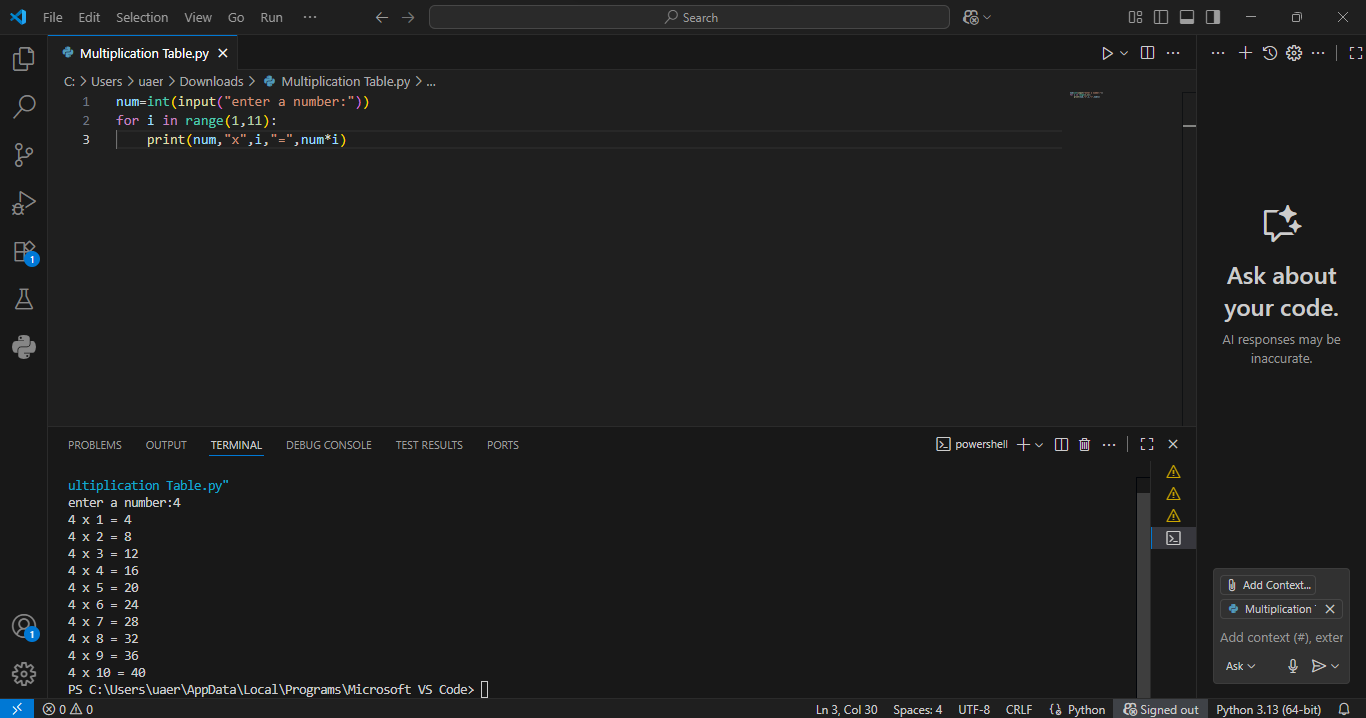 File Edit Selection View Go Run ···
Search
Multiplication Table.py
C: > Users > uaer > Downloads > Multiplication Table.py > ...
1 num=int(input("enter a number:"))
2 for i in range(1,11):
3     print(num,"x",i,"=",num*i)
Ask about
your code.
AI responses may be
inaccurate.
PROBLEMS OUTPUT TERMINAL DEBUG CONSOLE TEST RESULTS PORTS
powershell
ultiplication Table.py"
enter a number:4
4 x 1 = 4
4 x 2 = 8
4 x 3 = 12
4 x 4 = 16
4 x 5 = 20
4 x 6 = 24
4 x 7 = 28
4 x 8 = 32
4 x 9 = 36
4 x 10 = 40
PS C:\Users\uaer\AppData\Local\Programs\Microsoft VS Code>
Add Context...
Multiplication
Add context (#), exter
Ask
1
1
0 0
Ln 3, Col 30 Spaces: 4 UTF-8 CRLF {} Python Signed out Python 3.13 (64-bit)